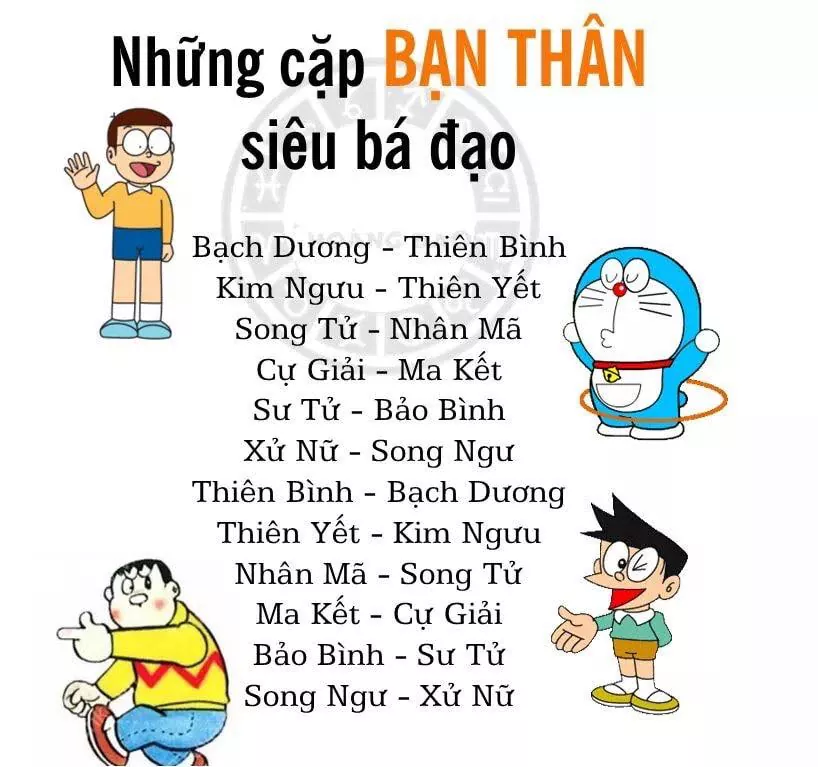 Những cặp BẠN THÂN
siêu bá đạo
Bạch Dương - Thiên Bình
Kim Ngưu - Thiên Yết
Song Tử - Nhân Mã
Cự Giải - Ma Kết
Sư Tử - Bảo Bình
Xử Nữ - Song Ngư
Thiên Bình - Bạch Dương
Thiên Yết - Kim Ngưu
Nhân Mã - Song Tử
Ma Kết - Cự Giải
Bảo Bình - Sư Tử
Song Ngư - Xử Nữ